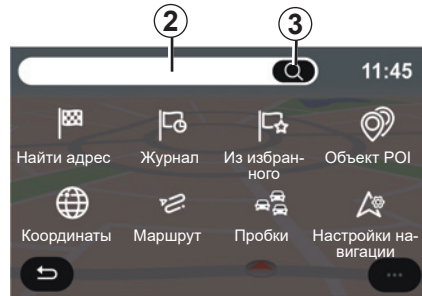 2 3
11:45
Найти адрес Журнал Из избран-
ного Объект POI
Координаты Маршрут Пробки Настройки на-
вигации